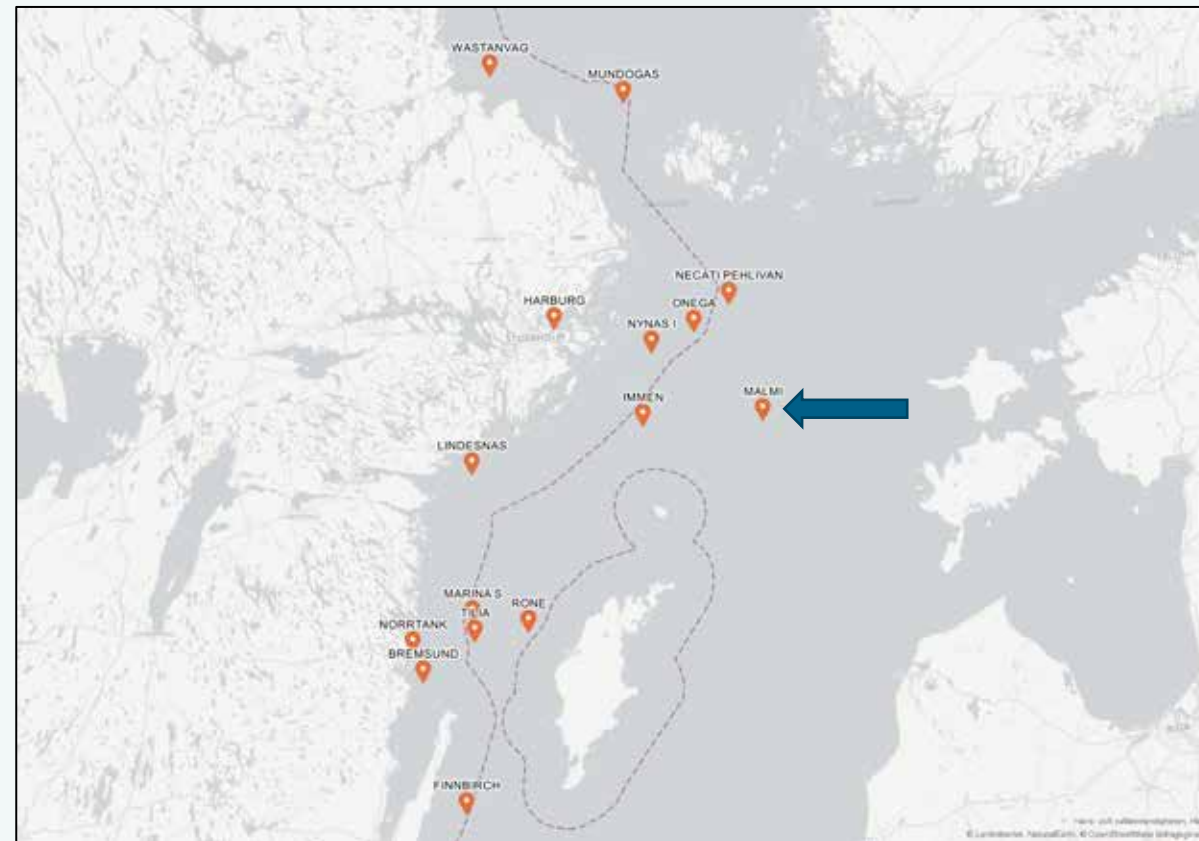 WASTANVAG
MUNDOGAS
NECATI PEHLIVAN
HARBURG
ONEGA
NYNAS I
IMMEN
MALMI
LINDESNAS
MARINA S
TILIA
RONE
NORRTANK
BREMSUND
FINNBIRCH